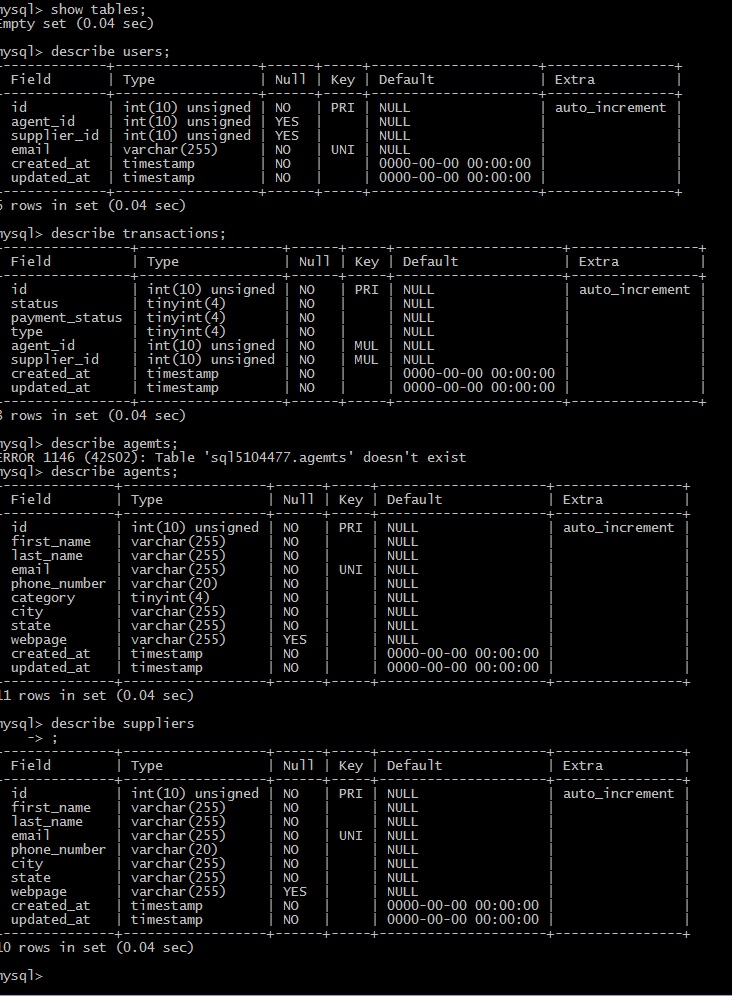 mysql> show tables;
Empty set (0.04 sec)
mysql> describe users;
--------------+------------------+------+-----+---------------------+----------------+
 Field        | Type             | Null | Key | Default             | Extra          |
--------------+------------------+------+-----+---------------------+----------------+
 id           | int(10) unsigned | NO   | PRI | NULL                | auto_increment |
 agent_id     | int(10) unsigned | YES  |     | NULL                |                |
 supplier_id  | int(10) unsigned | YES  |     | NULL                |                |
 email        | varchar(255)     | NO   | UNI | NULL                |                |
 created_at   | timestamp        | NO   |     | 0000-00-00 00:00:00 |                |
 updated_at   | timestamp        | NO   |     | 0000-00-00 00:00:00 |                |
--------------+------------------+------+-----+---------------------+----------------+
6 rows in set (0.04 sec)
mysql> describe transactions;
----------------+------------------+------+-----+---------------------+----------------+
 Field          | Type             | Null | Key | Default             | Extra          |
----------------+------------------+------+-----+---------------------+----------------+
 id             | int(10) unsigned | NO   | PRI | NULL                | auto_increment |
 status         | tinyint(4)       | NO   |     | NULL                |                |
 payment_status | tinyint(4)       | NO   |     | NULL                |                |
 type           | tinyint(4)       | NO   |     | NULL                |                |
 agent_id       | int(10) unsigned | NO   | MUL | NULL                |                |
 supplier_id    | int(10) unsigned | NO   | MUL | NULL                |                |
 created_at     | timestamp        | NO   |     | 0000-00-00 00:00:00 |                |
 updated_at     | timestamp        | NO   |     | 0000-00-00 00:00:00 |                |
----------------+------------------+------+-----+---------------------+----------------+
8 rows in set (0.04 sec)
mysql> describe agemts;
ERROR 1146 (42S02): Table 'sql5104477.agemts' doesn't exist
mysql> describe agents;
--------------+------------------+------+-----+---------------------+----------------+
 Field        | Type             | Null | Key | Default             | Extra          |
--------------+------------------+------+-----+---------------------+----------------+
 id           | int(10) unsigned | NO   | PRI | NULL                | auto_increment |
 first_name   | varchar(255)     | NO   |     | NULL                |                |
 last_name    | varchar(255)     | NO   |     | NULL                |                |
 email        | varchar(255)     | NO   | UNI | NULL                |                |
 phone_number | varchar(20)      | NO   |     | NULL                |                |
 category     | tinyint(4)       | NO   |     | NULL                |                |
 city         | varchar(255)     | NO   |     | NULL                |                |
 state        | varchar(255)     | NO   |     | NULL                |                |
 webpage      | varchar(255)     | YES  |     | NULL                |                |
 created_at   | timestamp        | NO   |     | 0000-00-00 00:00:00 |                |
 updated_at   | timestamp        | NO   |     | 0000-00-00 00:00:00 |                |
--------------+------------------+------+-----+---------------------+----------------+
11 rows in set (0.04 sec)
mysql> describe suppliers
    -> ;
--------------+------------------+------+-----+---------------------+----------------+
 Field        | Type             | Null | Key | Default             | Extra          |
--------------+------------------+------+-----+---------------------+----------------+
 id           | int(10) unsigned | NO   | PRI | NULL                | auto_increment |
 first_name   | varchar(255)     | NO   |     | NULL                |                |
 last_name    | varchar(255)     | NO   |     | NULL                |                |
 email        | varchar(255)     | NO   | UNI | NULL                |                |
 phone_number | varchar(20)      | NO   |     | NULL                |                |
 city         | varchar(255)     | NO   |     | NULL                |                |
 state        | varchar(255)     | NO   |     | NULL                |                |
 webpage      | varchar(255)     | YES  |     | NULL                |                |
 created_at   | timestamp        | NO   |     | 0000-00-00 00:00:00 |                |
 updated_at   | timestamp        | NO   |     | 0000-00-00 00:00:00 |                |
--------------+------------------+------+-----+---------------------+----------------+
10 rows in set (0.04 sec)
mysql>